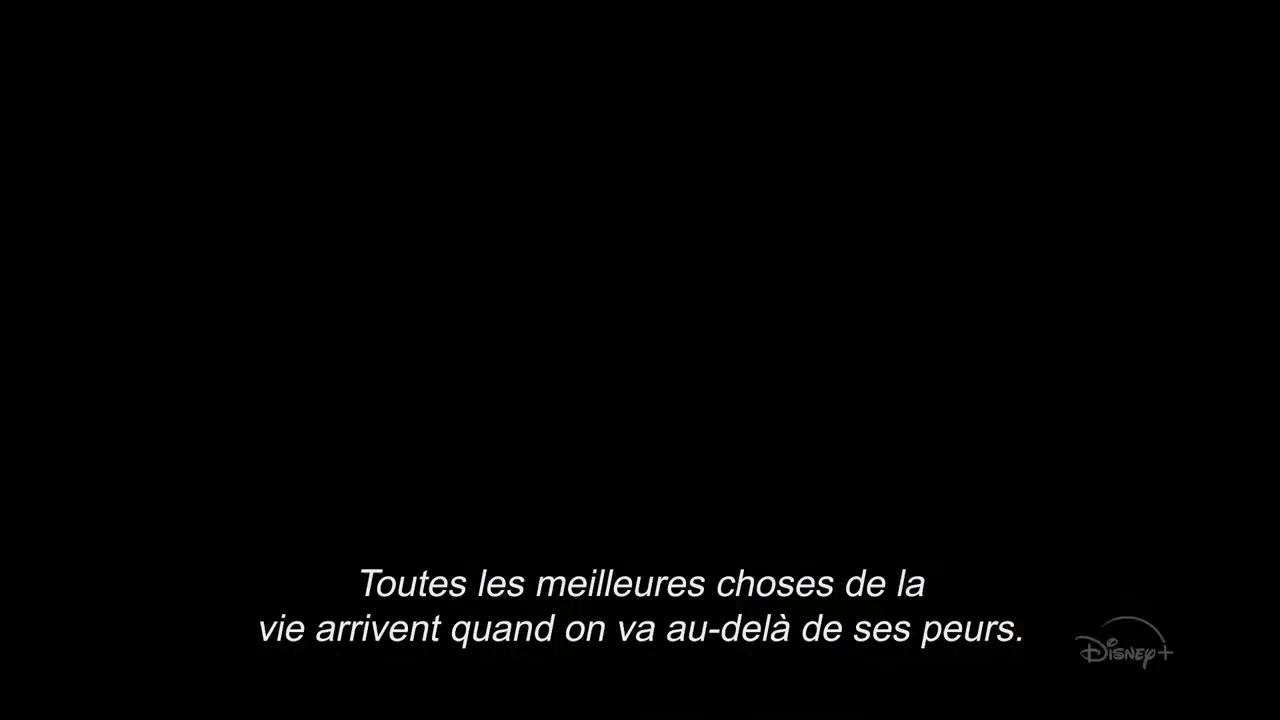 Toutes les meilleures choses de la
vie arrivent quand on va au-delà de ses peurs.
Disney+